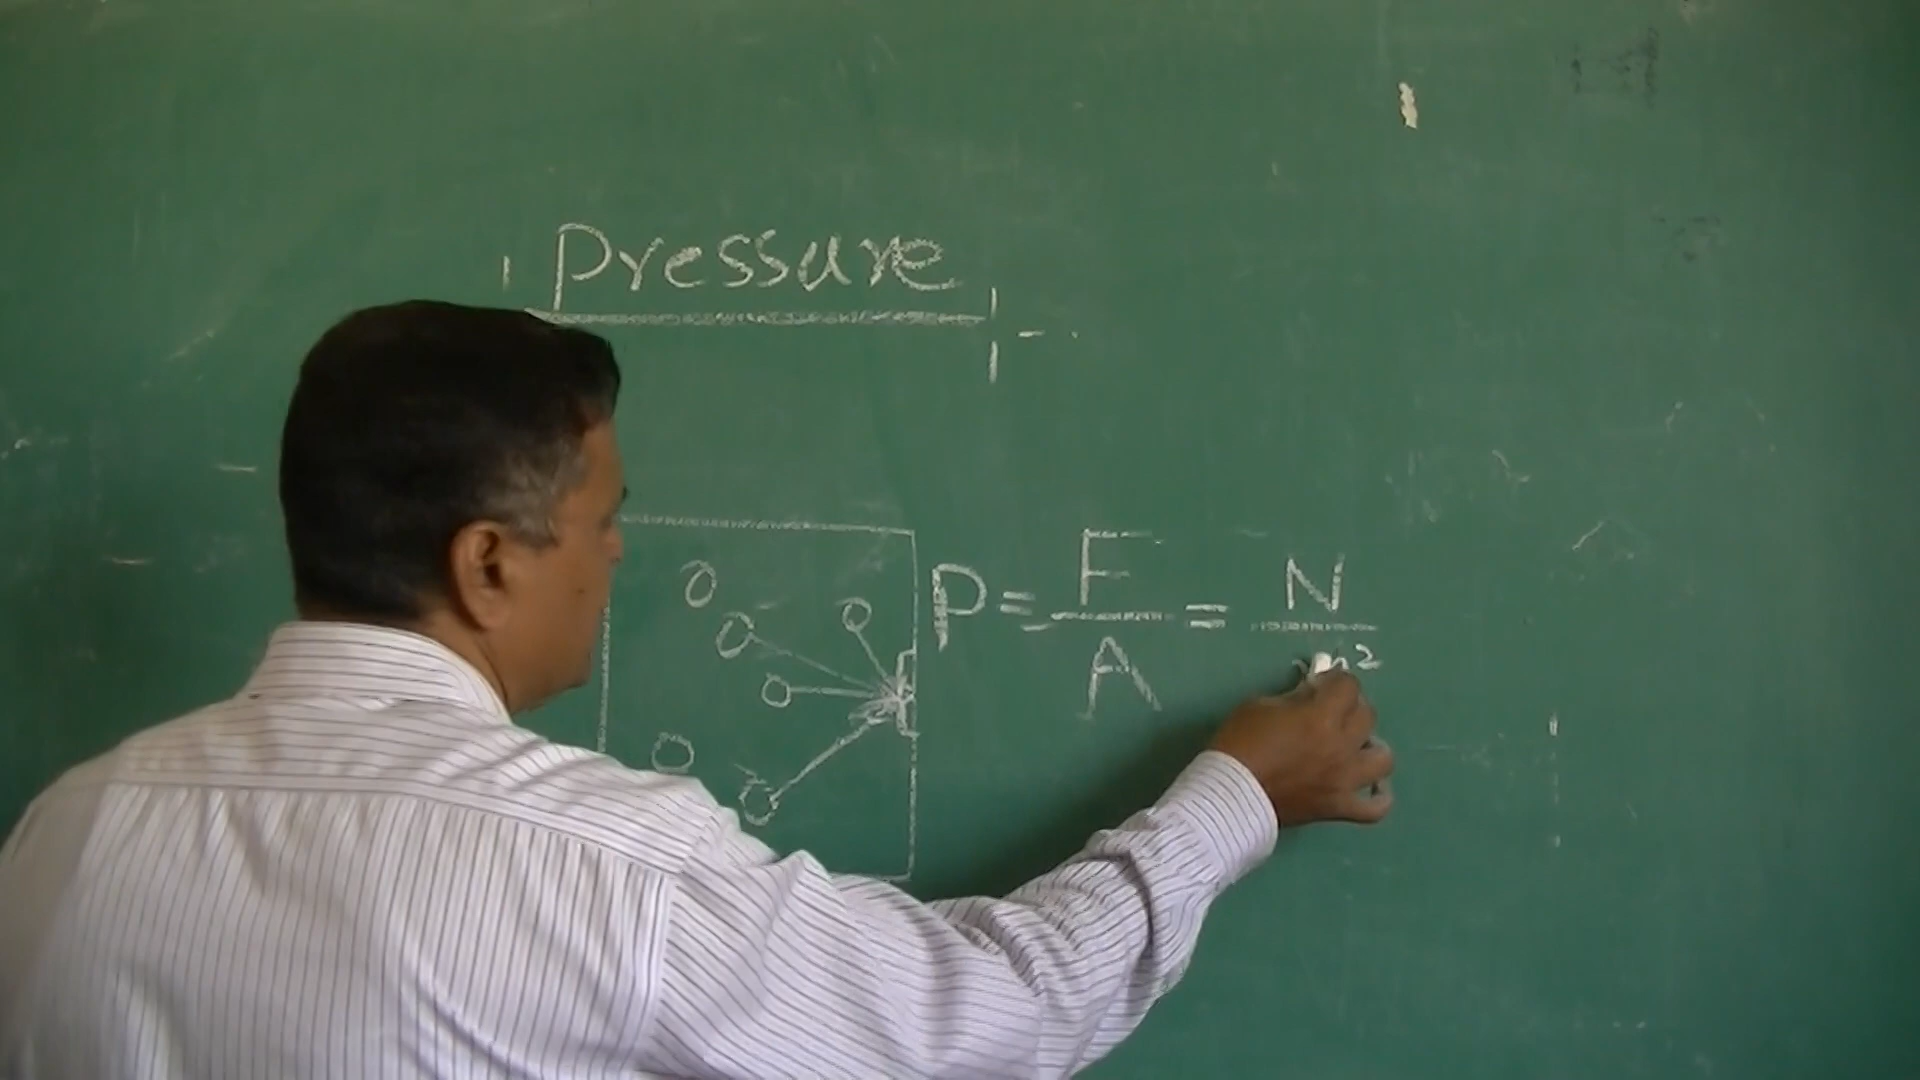 Pressure
P = F/A = N/m²